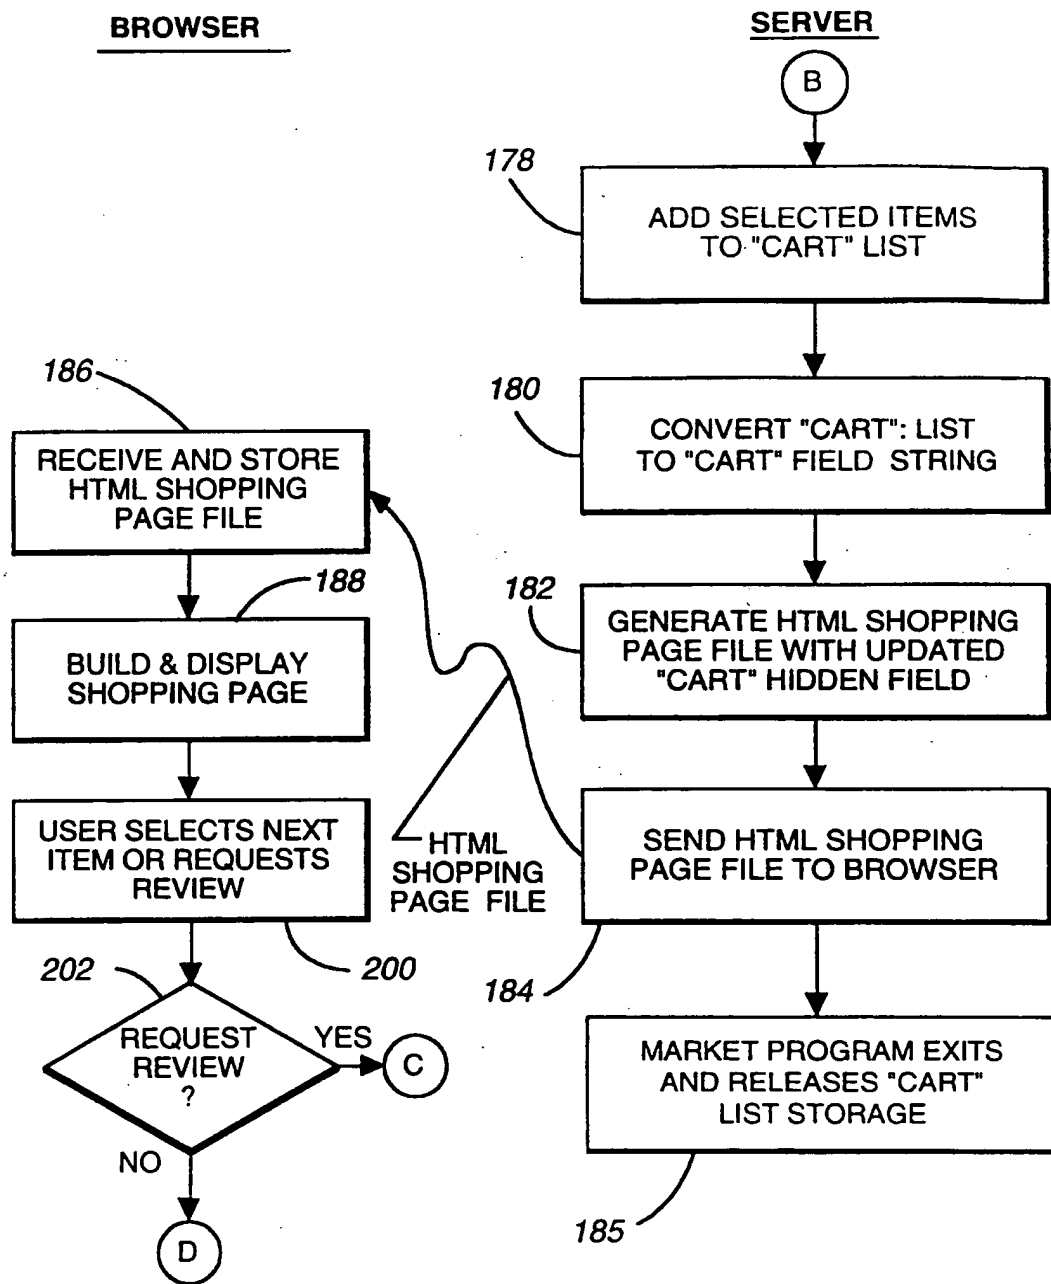 BROWSER
SERVER
B
178
ADD SELECTED ITEMS
TO "CART" LIST
180
CONVERT "CART": LIST
TO "CART" FIELD STRING
182
GENERATE HTML SHOPPING
PAGE FILE WITH UPDATED
"CART" HIDDEN FIELD
SEND HTML SHOPPING
PAGE FILE TO BROWSER
184
MARKET PROGRAM EXITS
AND RELEASES "CART"
LIST STORAGE
185
HTML
SHOPPING
PAGE FILE
186
RECEIVE AND STORE
HTML SHOPPING
PAGE FILE
188
BUILD & DISPLAY
SHOPPING PAGE
USER SELECTS NEXT
ITEM OR REQUESTS
REVIEW
200
202
REQUEST
REVIEW
?
YES
C
NO
D